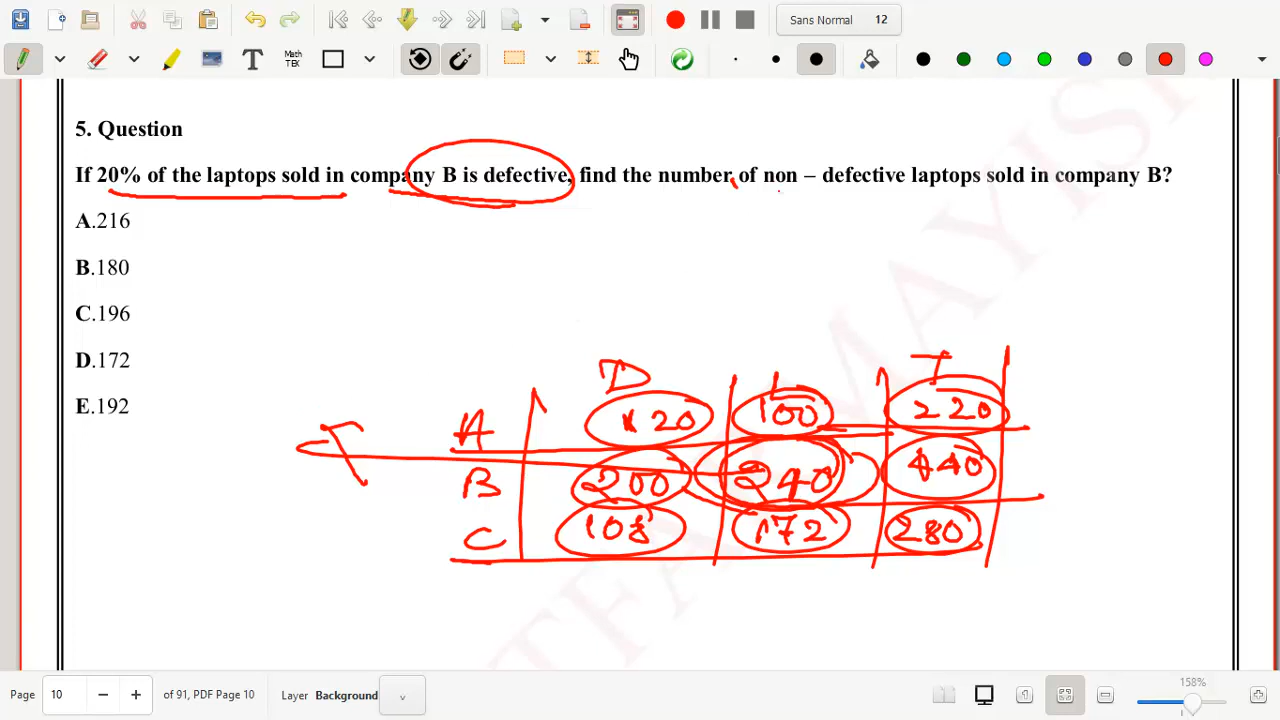 Sans Normal 12
T Math TEX
5. Question
If 20% of the laptops sold in company B is defective, find the number of non – defective laptops sold in company B?
A.216
B.180
C.196
D.172
E.192
D L T
A 120 100 220
B 200 240 440
C 108 172 280
Page 10 of 91, PDF Page 10 Layer Background 158%